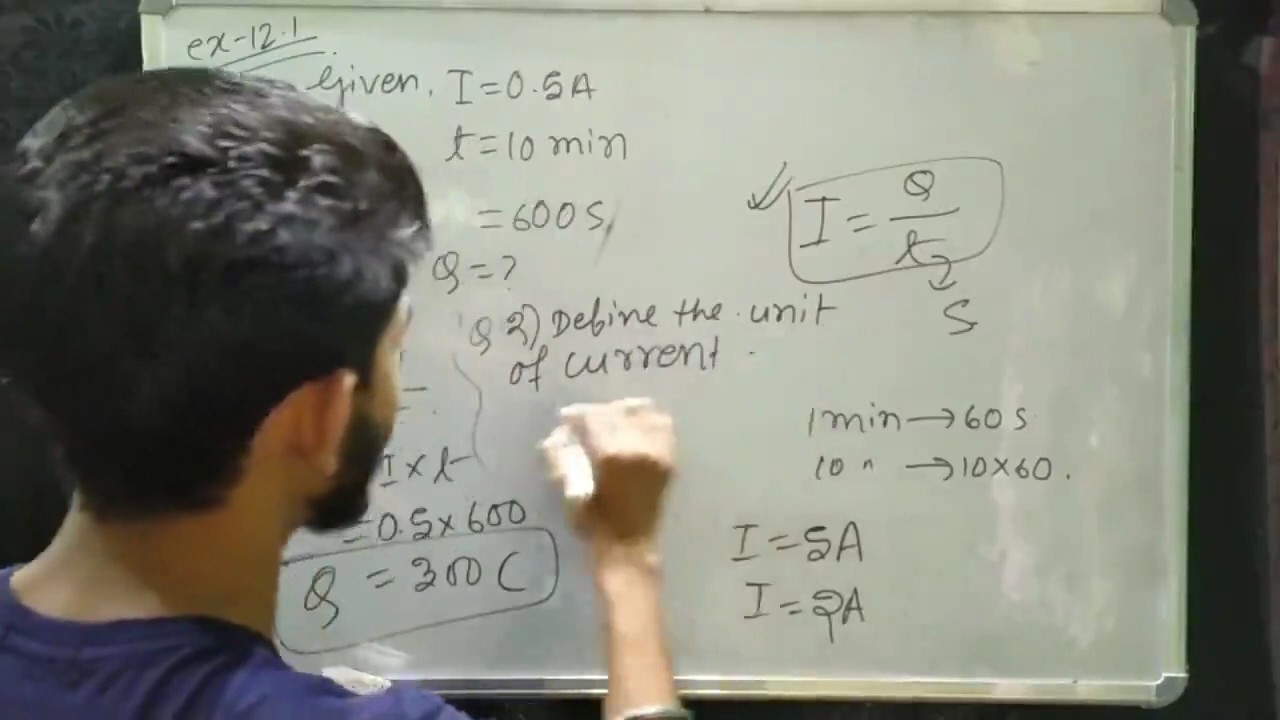 ex-12.1
Given, I = 0.5A
t = 10 min
= 600 S
Q = ?
I × t
= 0.5 × 600
Q = 300 C
Q 2) Define the unit
of current.
I = Q/t
S
1 min → 60 S
10 " → 10×60.
I = 5A
I = 2A